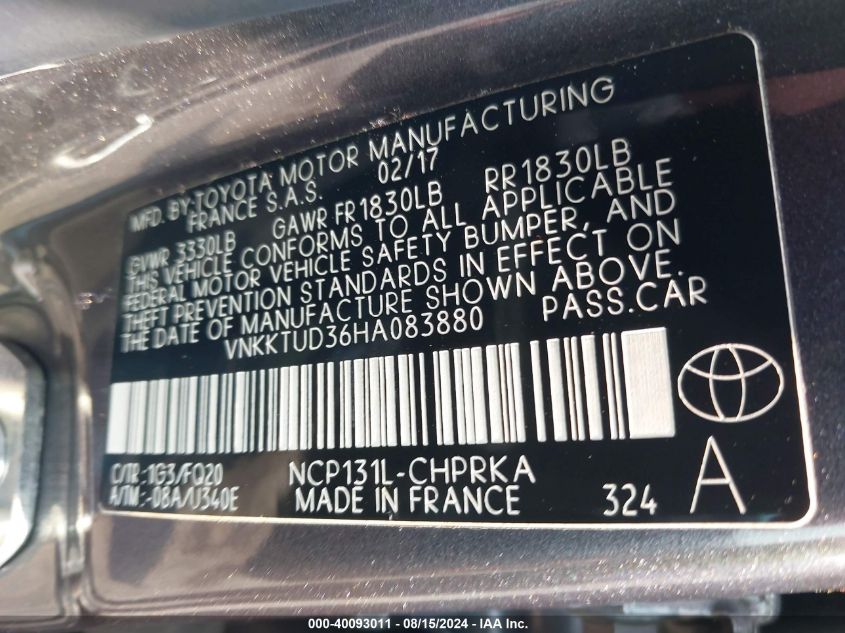 MFD. BY TOYOTA MOTOR MANUFACTURING
FRANCE S.A.S. 02/17
GVWR 3330LB GAWR FR1830LB RR1830LB
THIS VEHICLE CONFORMS TO ALL APPLICABLE
FEDERAL MOTOR VEHICLE SAFETY BUMPER, AND
THEFT PREVENTION STANDARDS IN EFFECT ON
THE DATE OF MANUFACTURE SHOWN ABOVE.
VNKKTUD36HA083880 PASS.CAR
C/TR:1G3/FQ20 NCP131L-CHPRKA A
A/TM:-08A/U340E MADE IN FRANCE 324
000-40093011 - 08/15/2024 - IAA Inc.